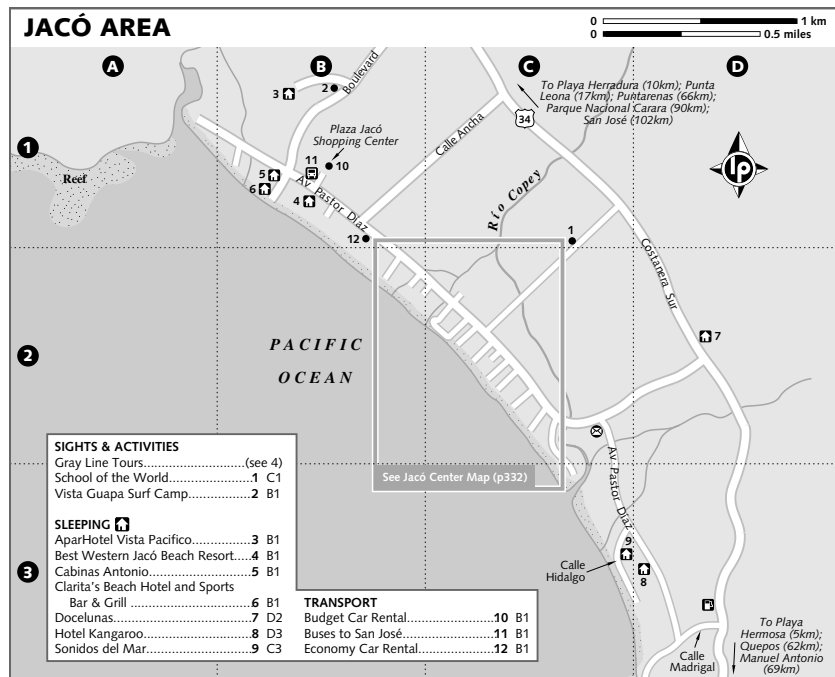 JACÓ AREA
0 1 km
0 0.5 miles
A B C D
1
2
3
To Playa Herradura (10km); Punta
Leona (17km); Puntarenas (66km);
Parque Nacional Carara (90km);
San José (102km)
34
3
2
Boulevard
Plaza Jacó
Shopping Center
Calle Ancha
11
10
5
6
4
Av Pastor Díaz
12
Reef
Río Copey
1
Costanera Sur
lp
7
PACIFIC
OCEAN
See Jacó Center Map (p332)
Av Pastor Díaz
9
8
Calle
Hidalgo
Calle
Madrigal
To Playa
Hermosa (5km);
Quepos (62km);
Manuel Antonio
(69km)
SIGHTS & ACTIVITIES
Gray Line Tours.........................(see 4)
School of the World...................1 C1
Vista Guapa Surf Camp..............2 B1
SLEEPING
AparHotel Vista Pacifico.............3 B1
Best Western Jacó Beach Resort....4 B1
Cabinas Antonio........................5 B1
Clarita's Beach Hotel and Sports
Bar & Grill ..........................6 B1
Docelunas................................7 D2
Hotel Kangaroo.........................8 D3
Sonidos del Mar........................9 C3
TRANSPORT
Budget Car Rental....................10 B1
Buses to San José.....................11 B1
Economy Car Rental.................12 B1